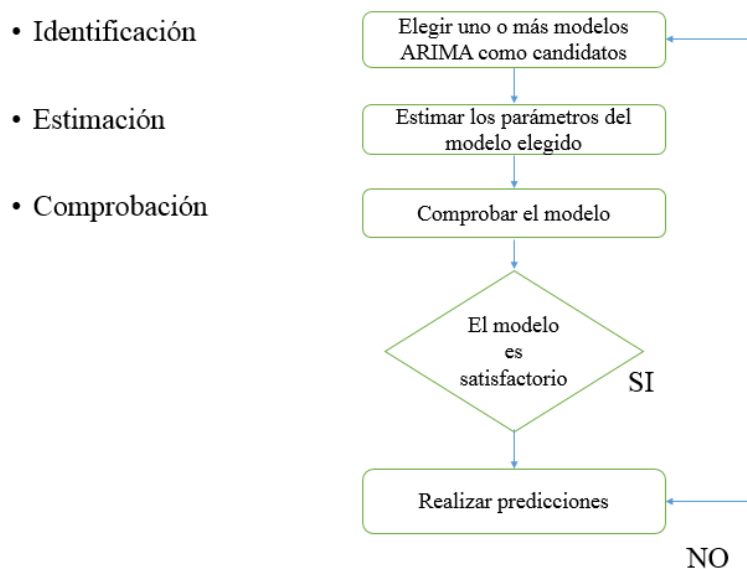 • Identificación
Elegir uno o más modelos
ARIMA como candidatos
• Estimación
Estimar los parámetros del
modelo elegido
• Comprobación
Comprobar el modelo
El modelo
es
satisfactorio
SI
Realizar predicciones
NO